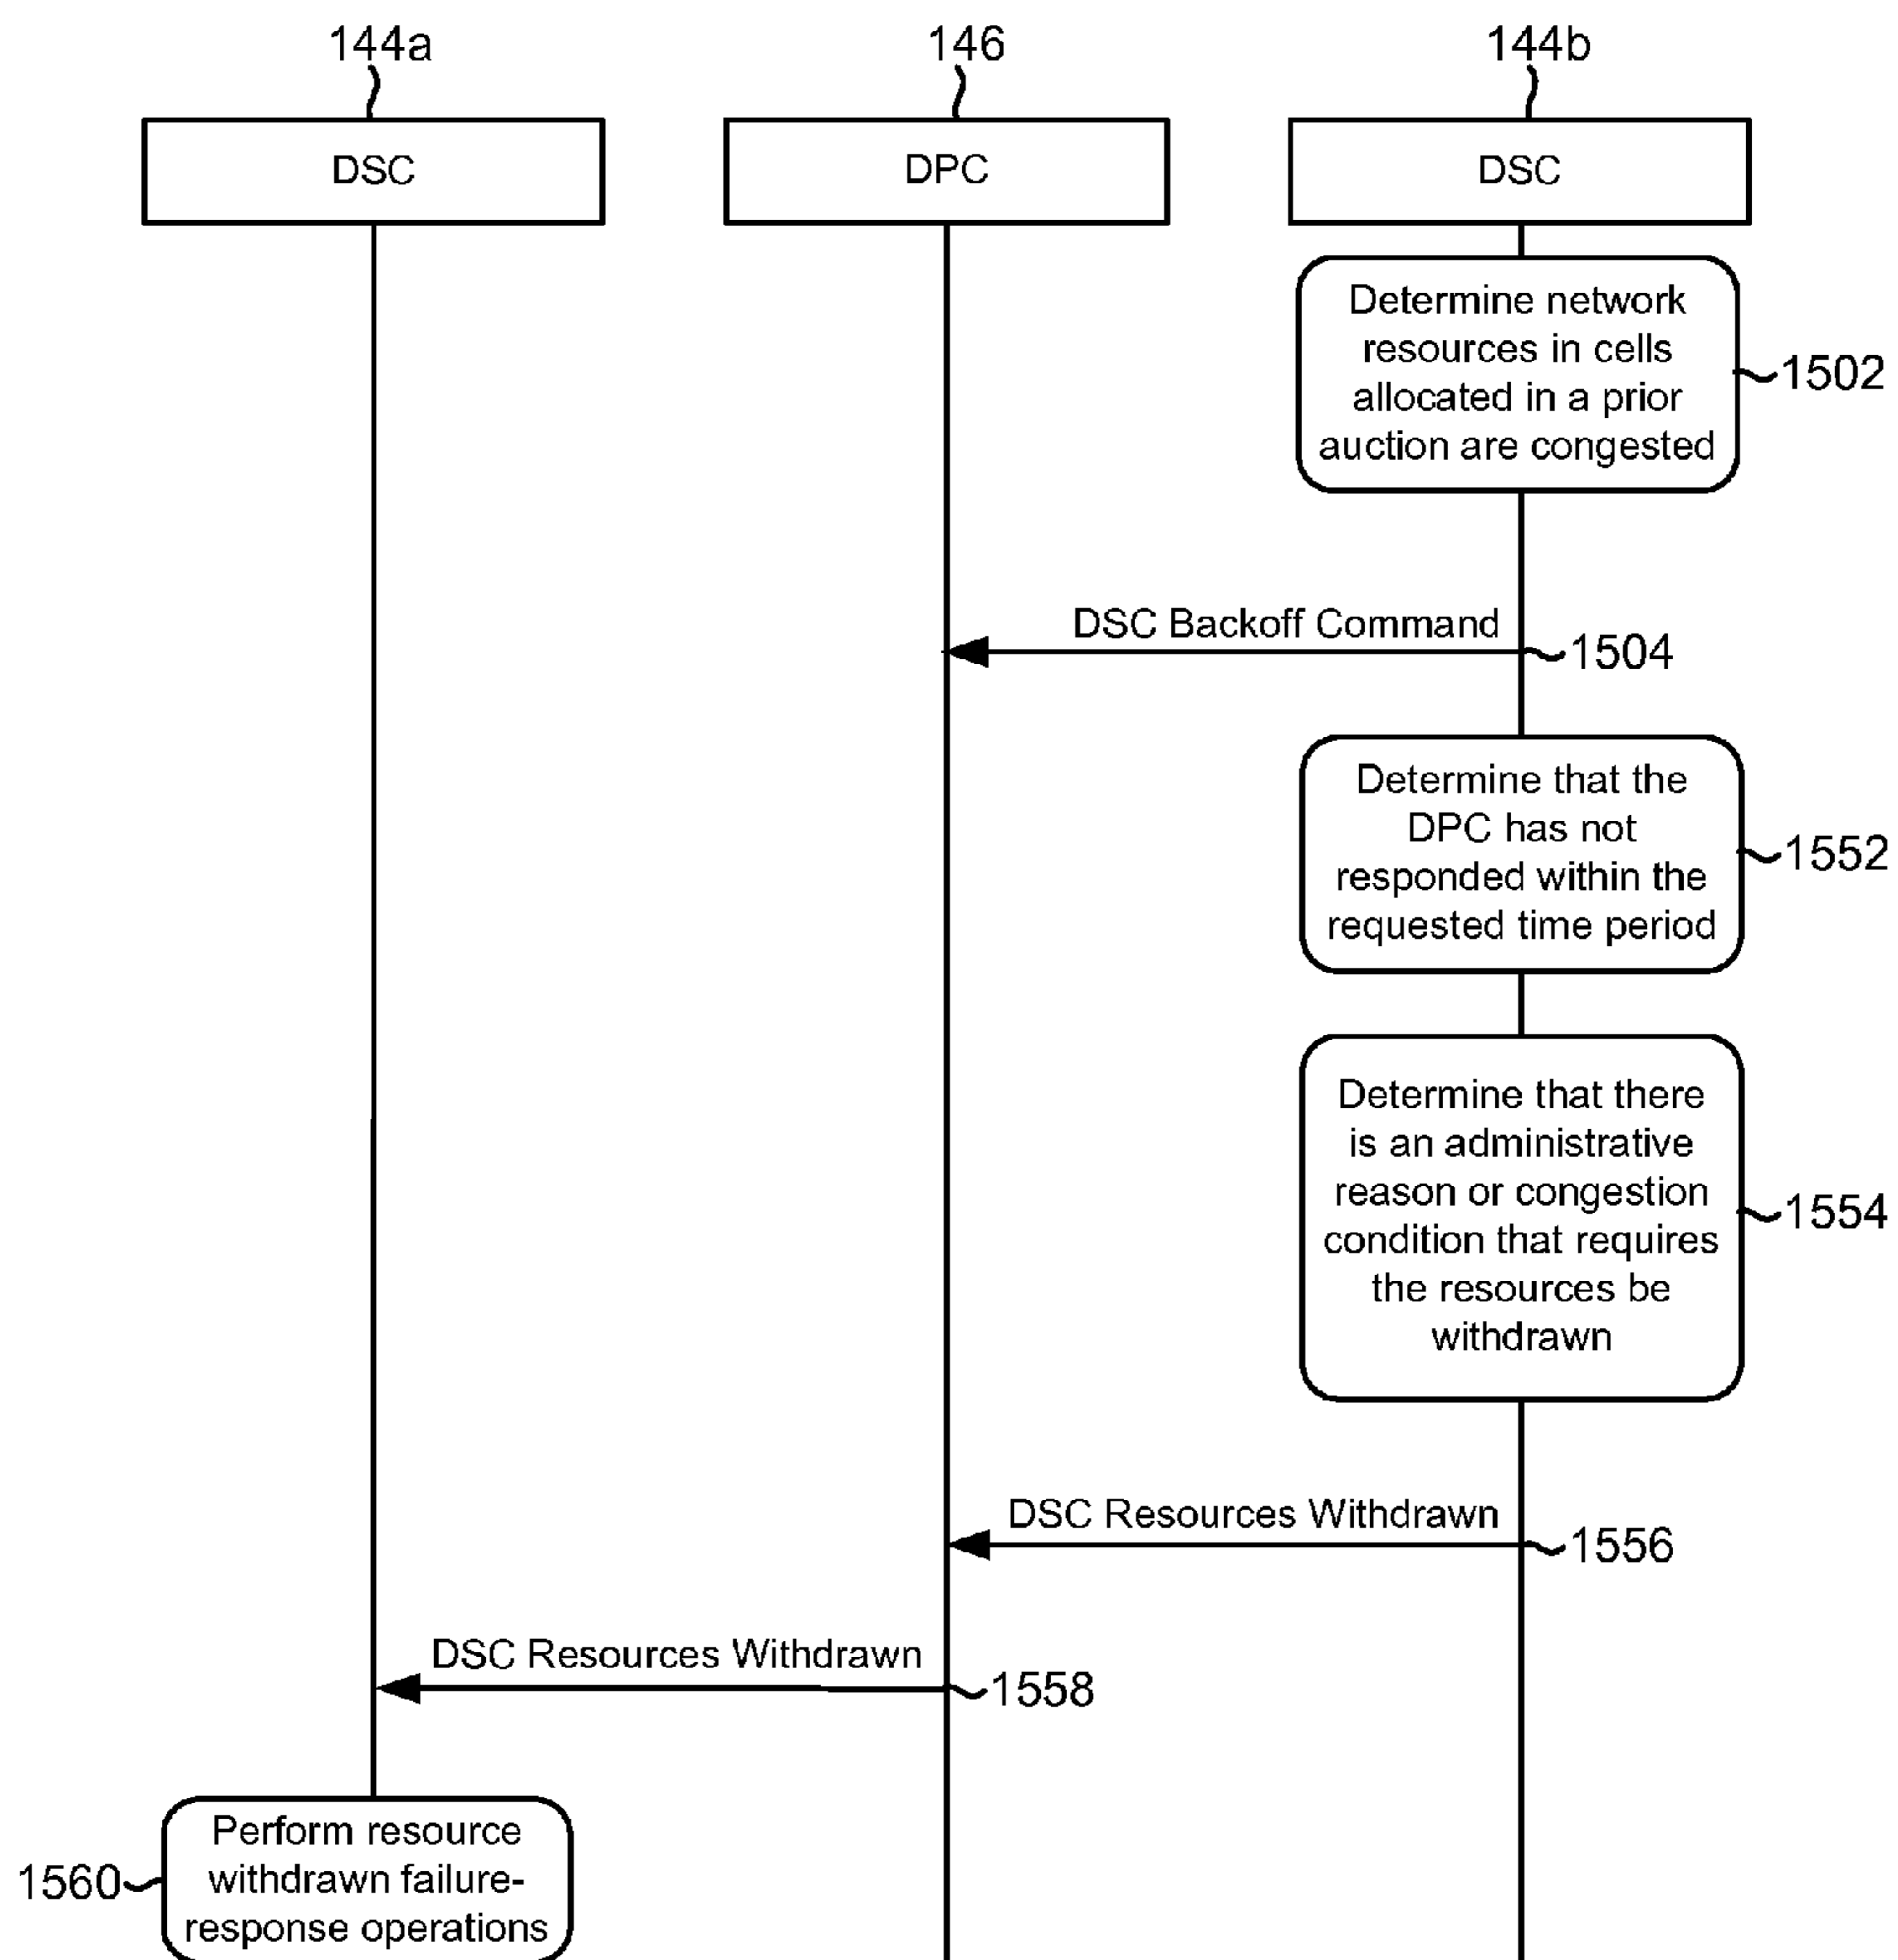 144a
146
144b
DSC
DPC
DSC
Determine network
resources in cells
allocated in a prior
auction are congested
1502
DSC Backoff Command
1504
Determine that the
DPC has not
responded within the
requested time period
1552
Determine that there
is an administrative
reason or congestion
condition that requires
the resources be
withdrawn
1554
DSC Resources Withdrawn
1556
DSC Resources Withdrawn
1558
Perform resource
withdrawn failure-
response operations
1560